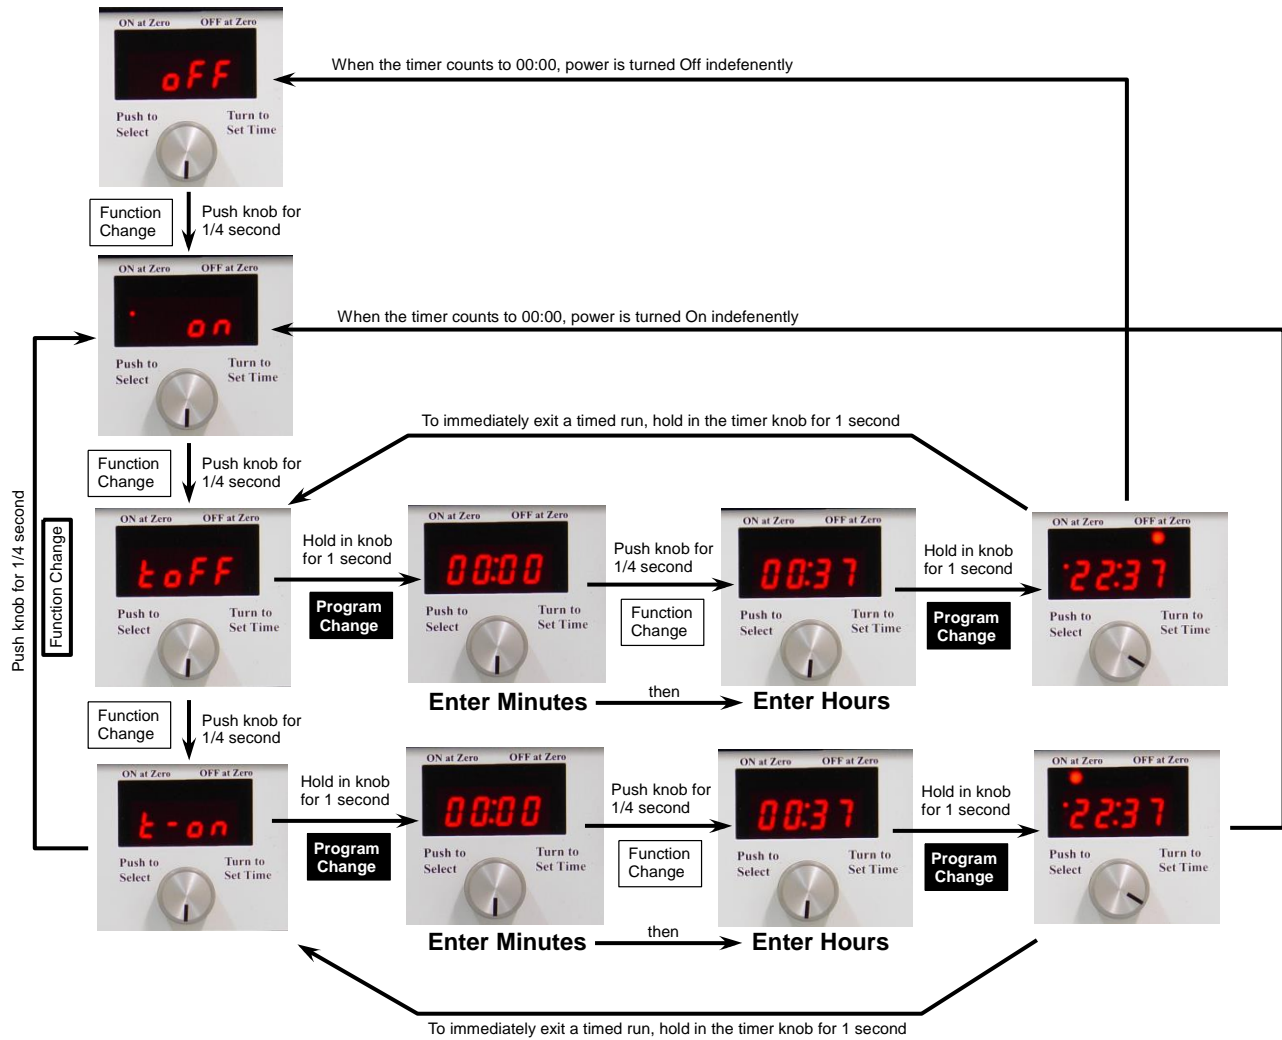 ON at Zero OFF at Zero
oFF
Push to Select
Turn to Set Time
When the timer counts to 00:00, power is turned Off indefenently
Function Change
Push knob for 1/4 second
ON at Zero OFF at Zero
on
Push to Select
Turn to Set Time
When the timer counts to 00:00, power is turned On indefenently
To immediately exit a timed run, hold in the timer knob for 1 second
Function Change
Push knob for 1/4 second
Push knob for 1/4 second
Function Change
ON at Zero OFF at Zero
toFF
Push to Select
Turn to Set Time
Hold in knob for 1 second
Program Change
ON at Zero OFF at Zero
00:00
Push to Select
Turn to Set Time
Enter Minutes
Push knob for 1/4 second
Function Change
then
ON at Zero OFF at Zero
00:37
Push to Select
Turn to Set Time
Enter Hours
Hold in knob for 1 second
Program Change
ON at Zero OFF at Zero
22:37
Push to Select
Turn to Set Time
Function Change
Push knob for 1/4 second
ON at Zero OFF at Zero
t-on
Push to Select
Turn to Set Time
Hold in knob for 1 second
Program Change
ON at Zero OFF at Zero
00:00
Push to Select
Turn to Set Time
Enter Minutes
Push knob for 1/4 second
Function Change
then
ON at Zero OFF at Zero
00:37
Push to Select
Turn to Set Time
Enter Hours
Hold in knob for 1 second
Program Change
ON at Zero OFF at Zero
22:37
Push to Select
Turn to Set Time
To immediately exit a timed run, hold in the timer knob for 1 second